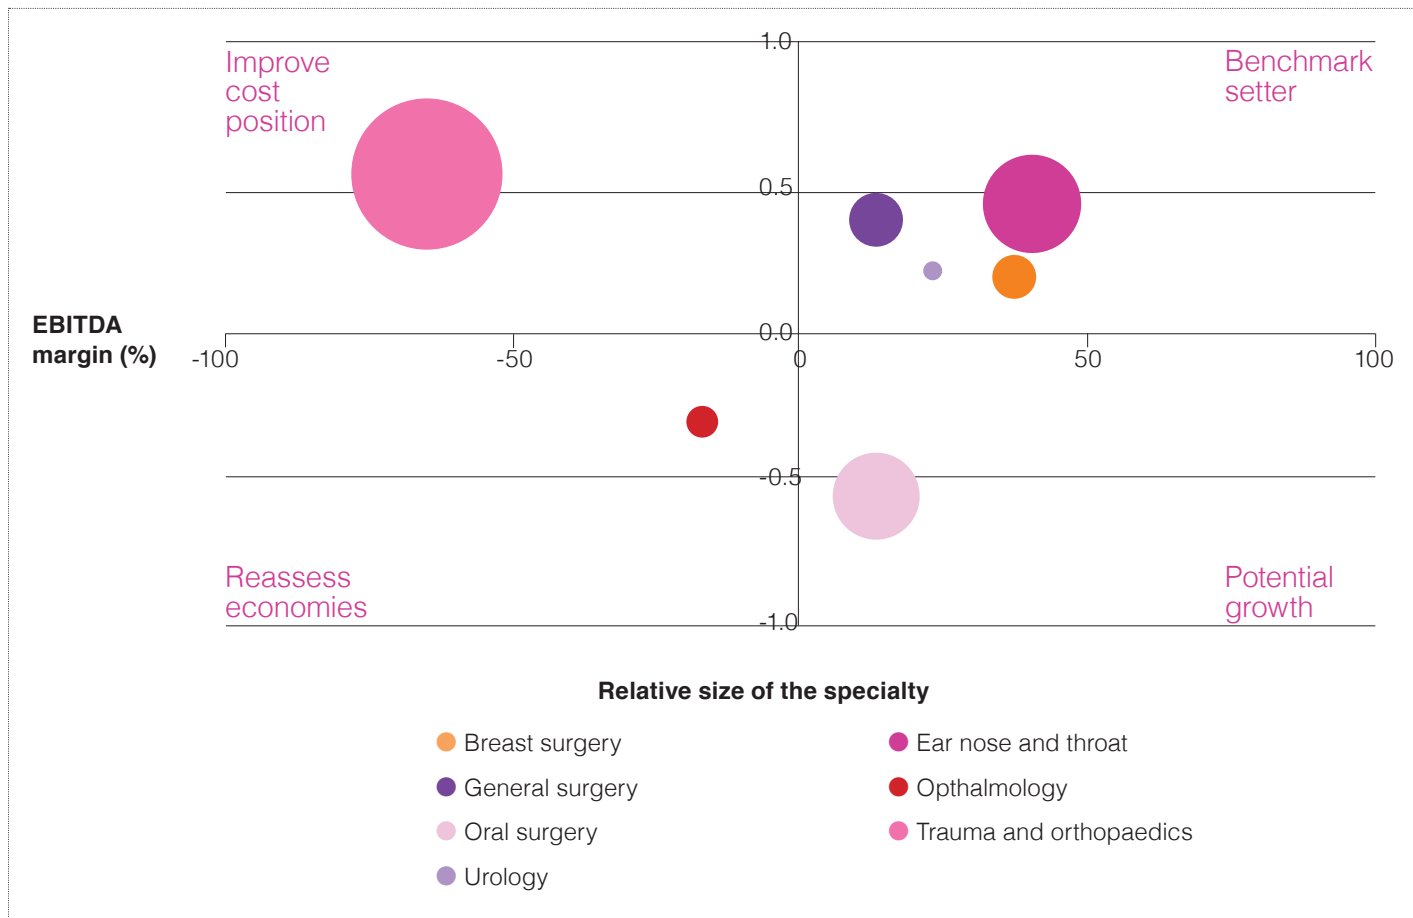 1.0
Improve
cost
position
Benchmark
setter
0.5
EBITDA
margin (%)
0.0
-100
-50
0
50
100
-0.5
Reassess
economies
Potential
growth
-1.0
Relative size of the specialty
Breast surgery
Ear nose and throat
General surgery
Opthalmology
Oral surgery
Trauma and orthopaedics
Urology